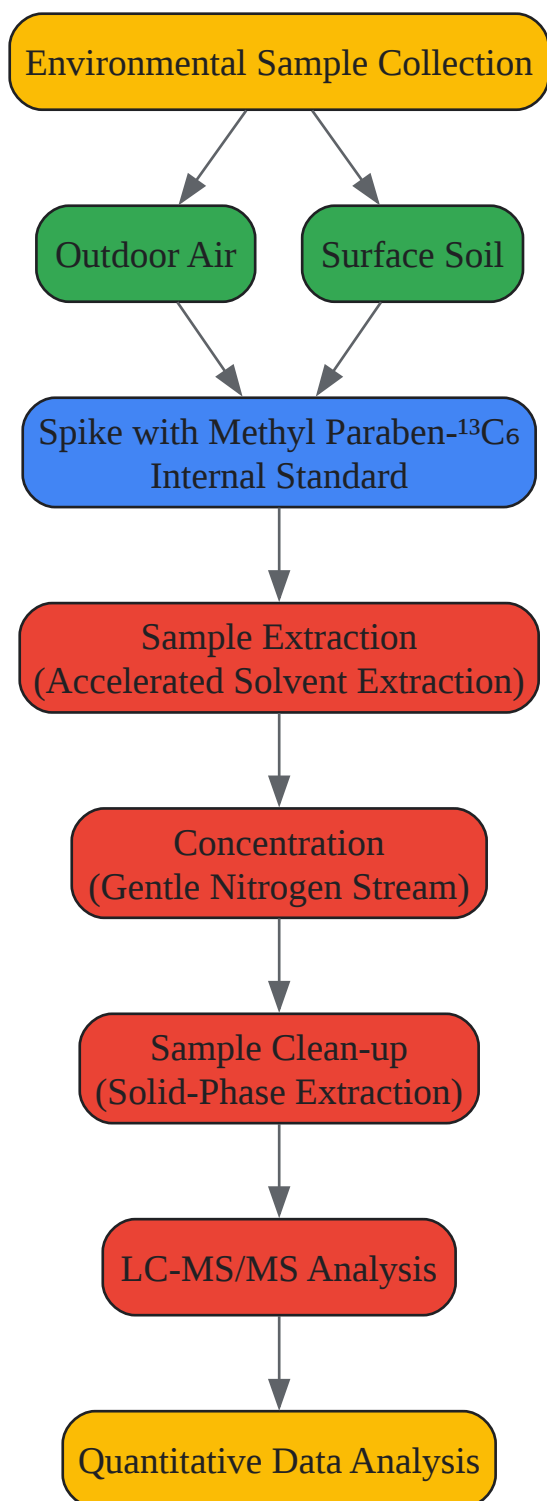 Environmental Sample Collection
Outdoor Air
Surface Soil
Spike with Methyl Paraben-¹³C₆
Internal Standard
Sample Extraction
(Accelerated Solvent Extraction)
Concentration
(Gentle Nitrogen Stream)
Sample Clean-up
(Solid-Phase Extraction)
LC-MS/MS Analysis
Quantitative Data Analysis